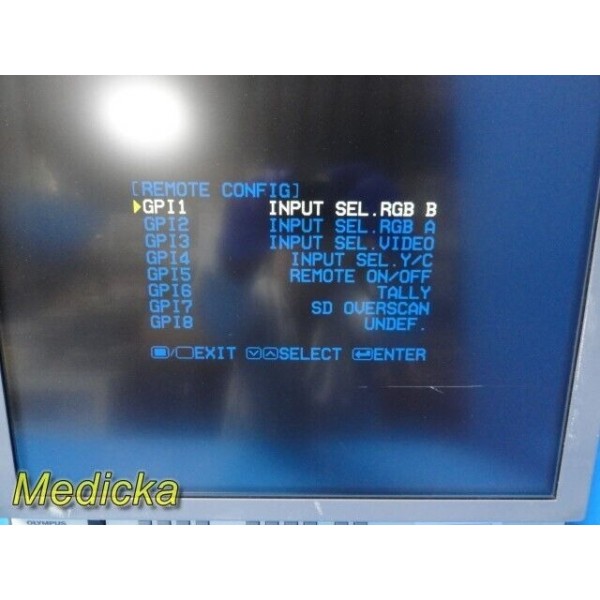 [REMOTE CONFIG]
GPI1 INPUT SEL.RGB B
GPI2 INPUT SEL.RGB A
GPI3 INPUT SEL.VIDEO
GPI4 INPUT SEL.Y/C
GPI5 REMOTE ON/OFF
GPI6 TALLY
GPI7 SD OVERSCAN
GPI8 UNDEF.
/ EXIT SELECT ENTER
Medicka
OLYMPUS